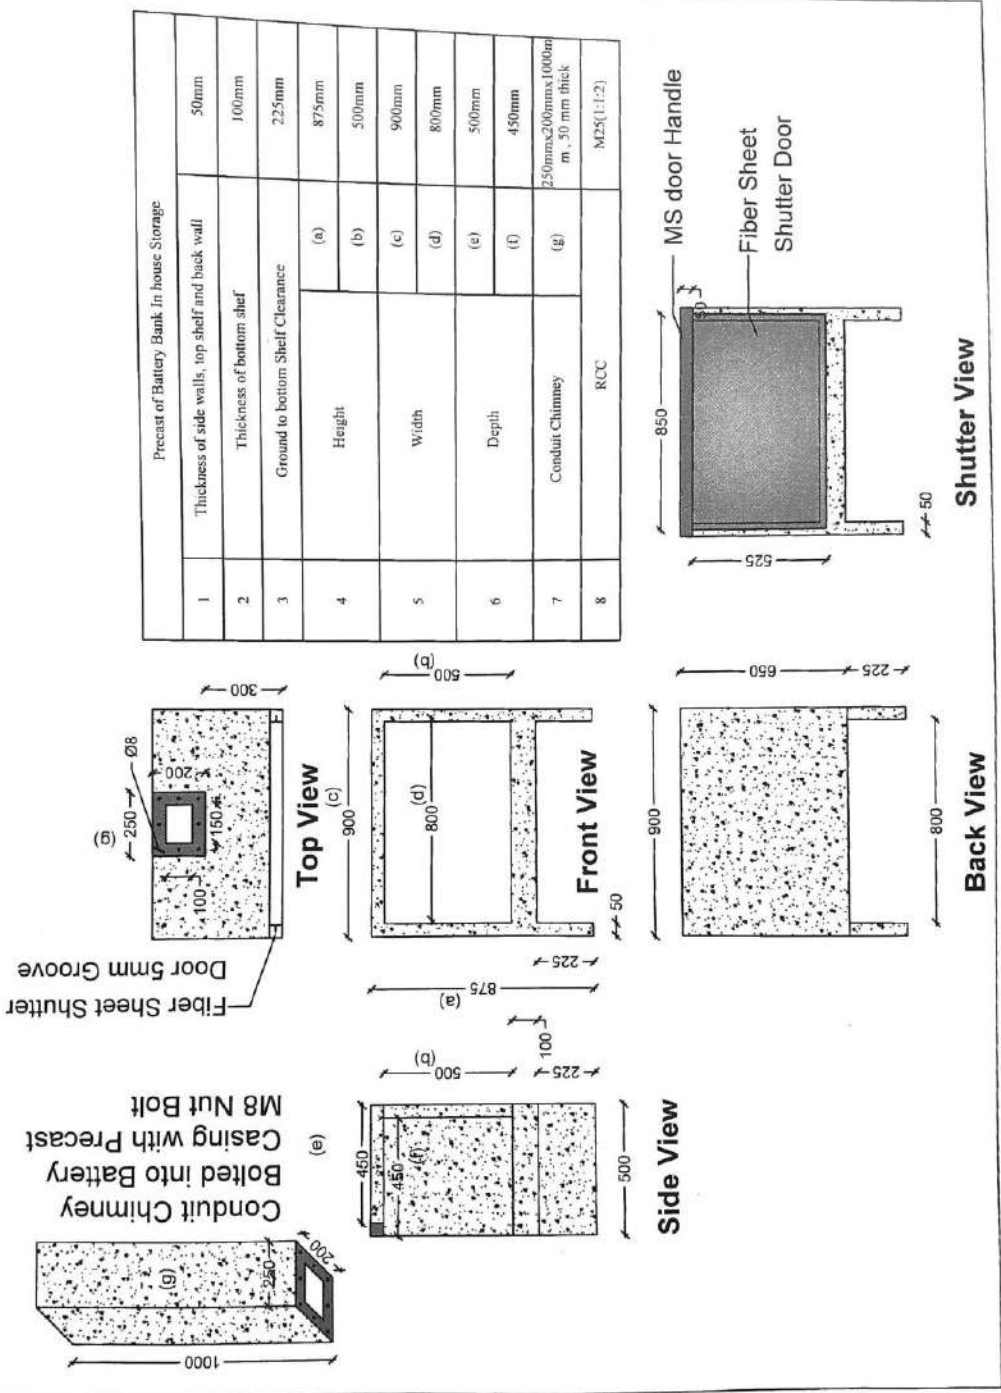 Precast of Battery Bank In house Storage
1 Thickness of side walls, top shelf and back wall 50mm
2 Thickness of bottom shef 100mm
3 Ground to bottom Shelf Clearance 225mm
4 Height (a) 875mm
(b) 500mm
5 Width (c) 900mm
(d) 800mm
6 Depth (e) 500mm
(f) 450mm
7 Conduit Chimney (g) 250mmx200mmx1000m
m , 50 mm thick
8 RCC M25(1:1:2)
Conduit Chimney
Bolted into Battery
Casing with Precast
M8 Nut Bolt
1000
(g)
250
200
Fiber Sheet Shutter
Door 5mm Groove
(g)
250
Ø8
200
150
100
300
Top View
(e)
450
450
(f)
500
(b)
100
225
500
Side View
(c)
900
(d)
800
500
(b)
875
(a)
225
50
Front View
900
650
225
800
Back View
850
50
525
50
MS door Handle
Fiber Sheet
Shutter Door
Shutter View